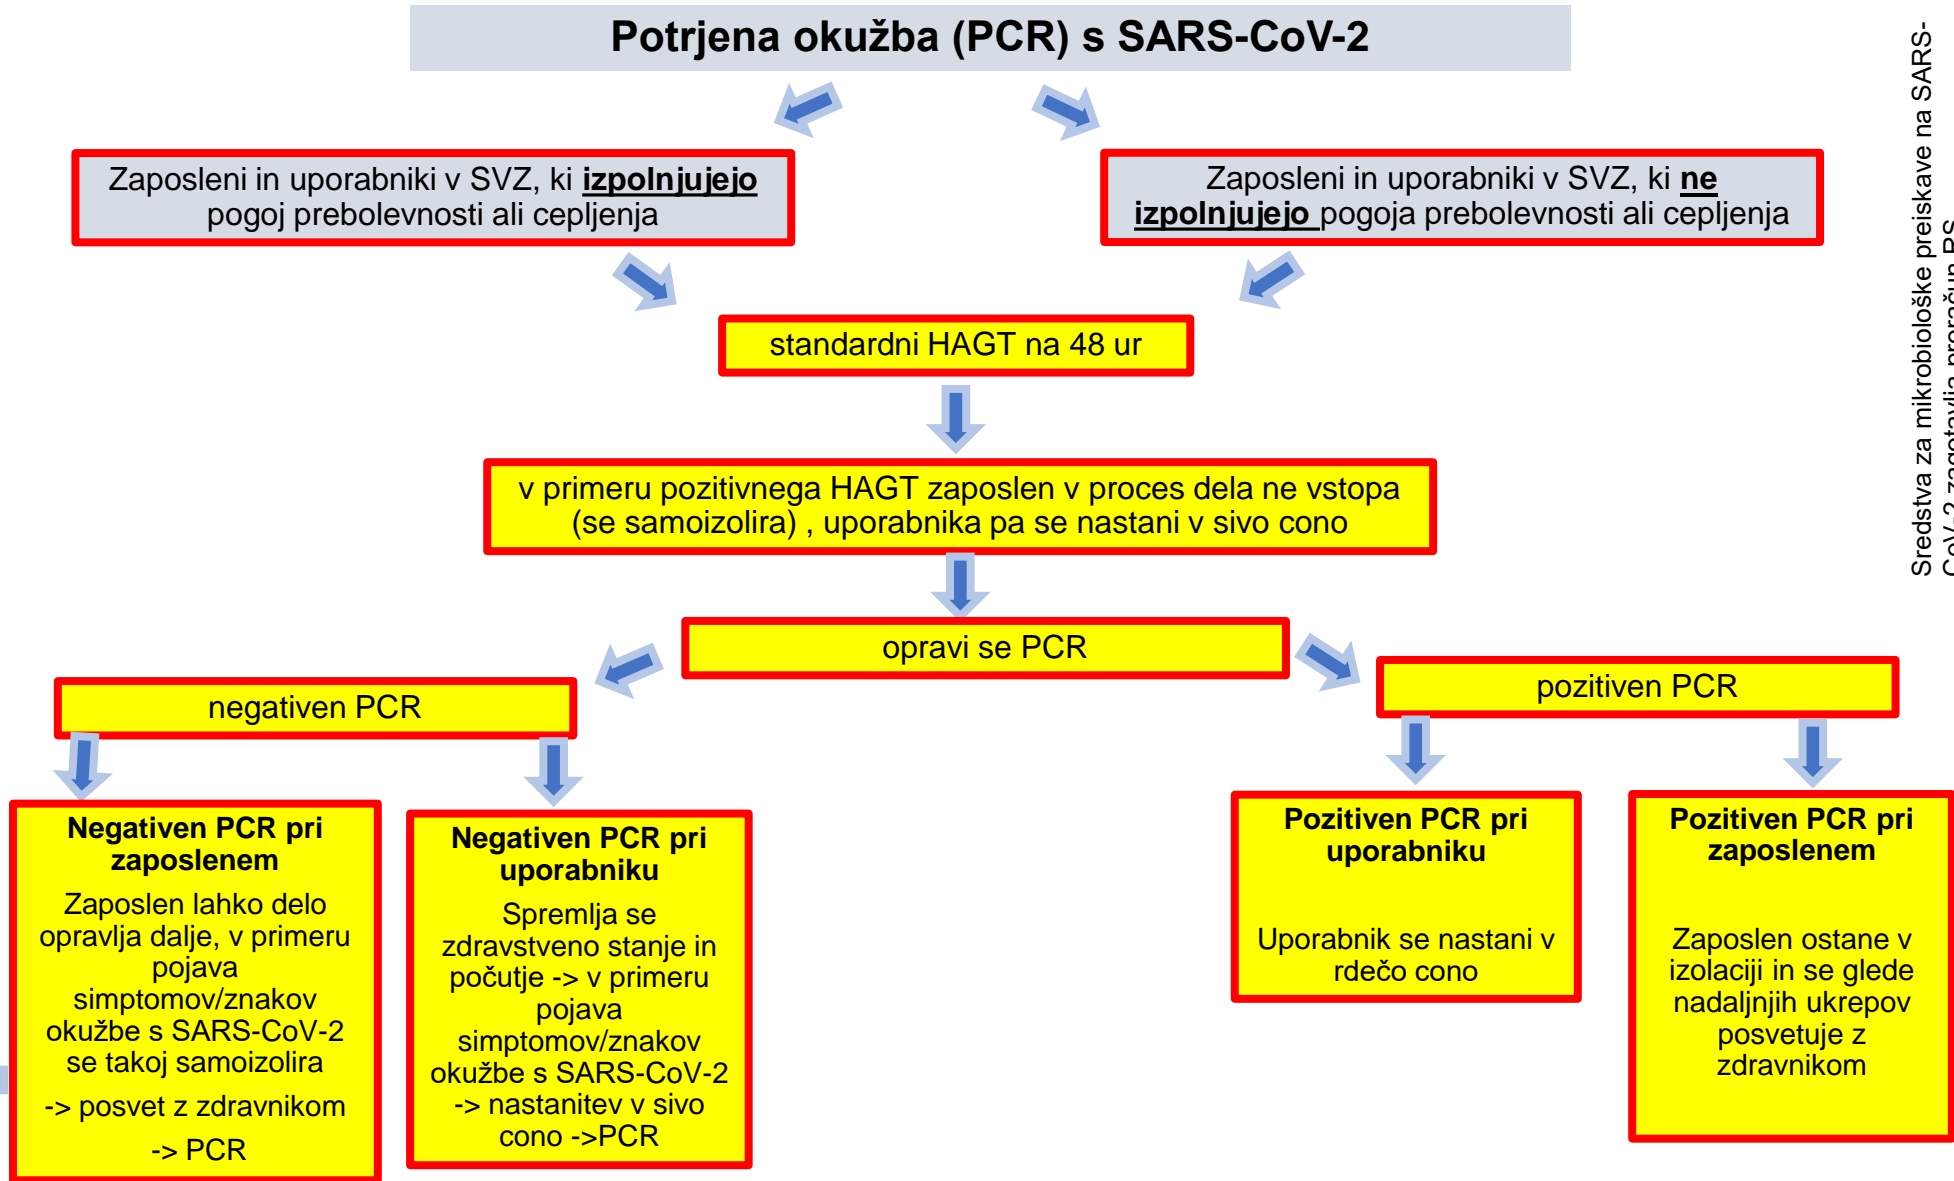 Potrjena okužba (PCR) s SARS-CoV-2
Zaposleni in uporabniki v SVZ, ki izpolnjujejo
pogoj prebolevnosti ali cepljenja
Zaposleni in uporabniki v SVZ, ki ne
izpolnjujejo pogoja prebolevnosti ali cepljenja
standardni HAGT na 48 ur
v primeru pozitivnega HAGT zaposlen v proces dela ne vstopa
(se samoizolira) , uporabnika pa se nastani v sivo cono
opravi se PCR
negativen PCR
pozitiven PCR
Negativen PCR pri
zaposlenem
Zaposlen lahko delo
opravlja dalje, v primeru
pojava
simptomov/znakov
okužbe s SARS-CoV-2
se takoj samoizolira
-> posvet z zdravnikom
-> PCR
Negativen PCR pri
uporabniku
Spremlja se
zdravstveno stanje in
počutje -> v primeru
pojava
simptomov/znakov
okužbe s SARS-CoV-2
-> nastanitev v sivo
cono ->PCR
Pozitiven PCR pri
uporabniku
Uporabnik se nastani v
rdečo cono
Pozitiven PCR pri
zaposlenem
Zaposlen ostane v
izolaciji in se glede
nadaljnjih ukrepov
posvetuje z
zdravnikom
Sredstva za mikrobiološke preiskave na SARS-
CoV-2 zagotavlja proračun RS